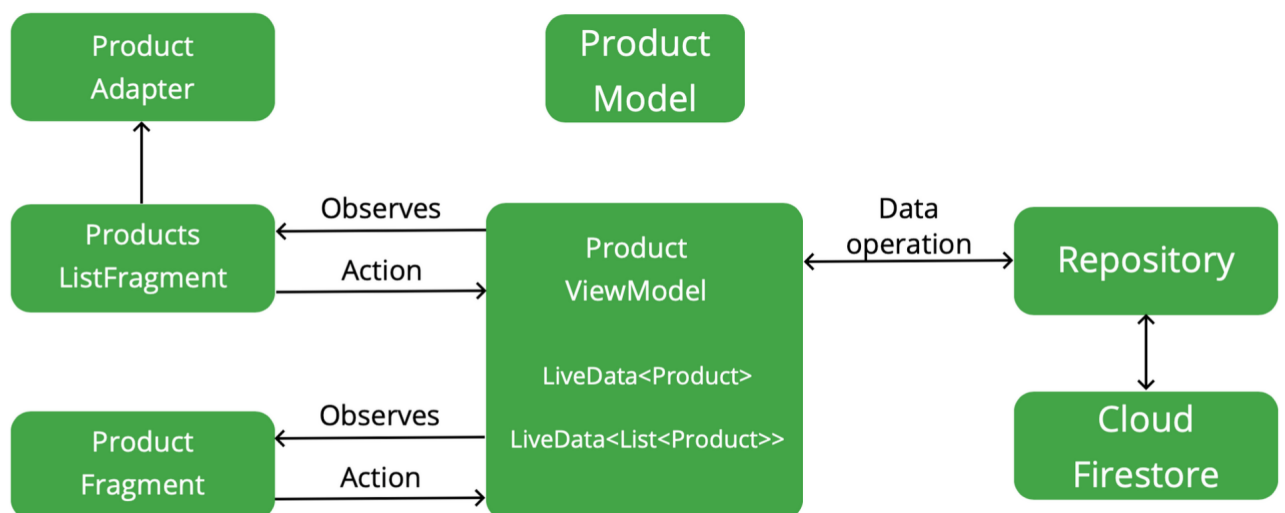 Product
Adapter
Product
Model
Products
ListFragment
Observes
Action
Product
ViewModel
LiveData<Product>
LiveData<List<Product>>
Data
operation
Repository
Product
Fragment
Observes
Action
Cloud
Firestore